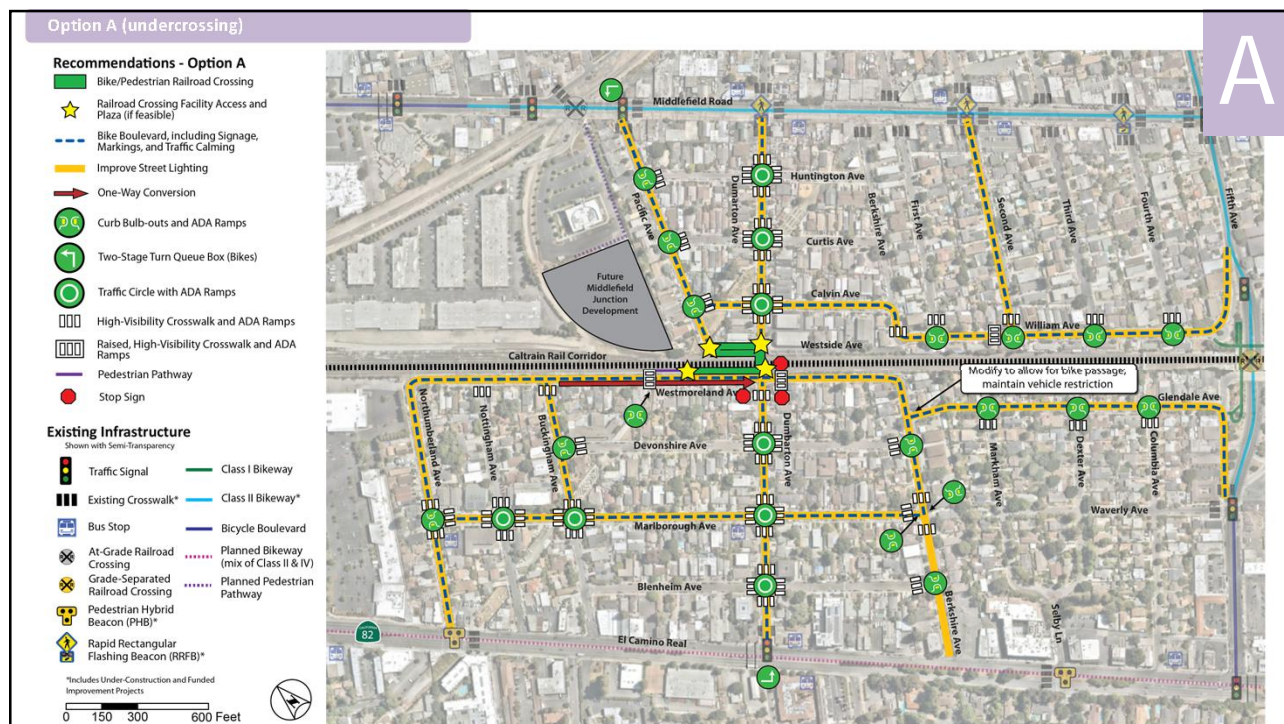 Option A (undercrossing)
A
Recommendations - Option A
Bike/Pedestrian Railroad Crossing
Railroad Crossing Facility Access and
Plaza (if feasible)
Bike Boulevard, including Signage,
Markings, and Traffic Calming
Improve Street Lighting
One-Way Conversion
Curb Bulb-outs and ADA Ramps
Two-Stage Turn Queue Box (Bikes)
Traffic Circle with ADA Ramps
High-Visibility Crosswalk and ADA Ramps
Raised, High-Visibility Crosswalk and ADA
Ramps
Pedestrian Pathway
Stop Sign
Existing Infrastructure
Shown with Semi-Transparency
Traffic Signal
Class I Bikeway
Existing Crosswalk*
Class II Bikeway*
Bus Stop
Bicycle Boulevard
At-Grade Railroad
Crossing
Planned Bikeway
(mix of Class II & IV)
Grade-Separated
Railroad Crossing
Planned Pedestrian
Pathway
Pedestrian Hybrid
Beacon (PHB)*
Rapid Rectangular
Flashing Beacon (RRFB)*
*Includes Under-Construction and Funded
Improvement Projects
0 150 300 600 Feet
Middlefield Road
Huntington Ave
Pacific Ave
Dumarton Ave
Berkshire Ave
First Ave
Second Ave
Third Ave
Fourth Ave
Fifth Ave
Curtis Ave
Future
Middlefield
Junction
Development
Calvin Ave
William Ave
Westside Ave
Caltrain Rail Corridor
Modify to allow for bike passage;
maintain vehicle restriction
Westmoreland Av
Glendale Ave
Northumberland Ave
Nottingham Ave
Buckingham Ave
Devonshire Ave
Dumbarton Ave
Markham Ave
Dexter Ave
Columbia Ave
Waverly Ave
Marlborough Ave
Blenheim Ave
Berkshire Ave
Selby Ln
82
El Camino Real